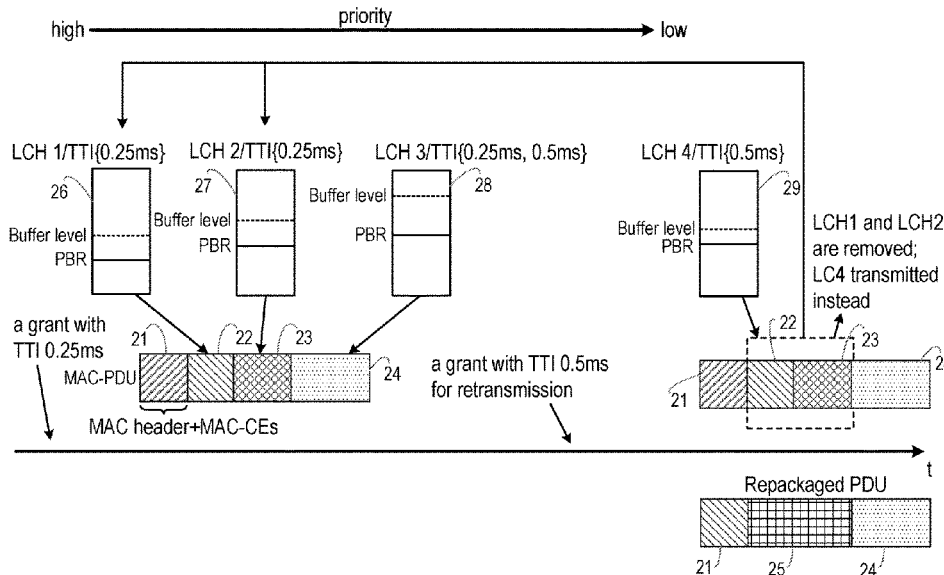 priority
high
low
LCH 1/TTI{0.25ms}
LCH 2/TTI{0.25ms}
LCH 3/TTI{0.25ms, 0.5ms}
LCH 4/TTI{0.5ms}
26
27
28
29
Buffer level
PBR
Buffer level
PBR
Buffer level
PBR
Buffer level
PBR
LCH1 and LCH2
are removed;
LC4 transmitted
instead
a grant with
TTI 0.25ms
21
22
23
24
MAC-PDU
MAC header+MAC-CEs
a grant with TTI 0.5ms
for retransmission
22
23
2
21
t
Repackaged PDU
21
25
24